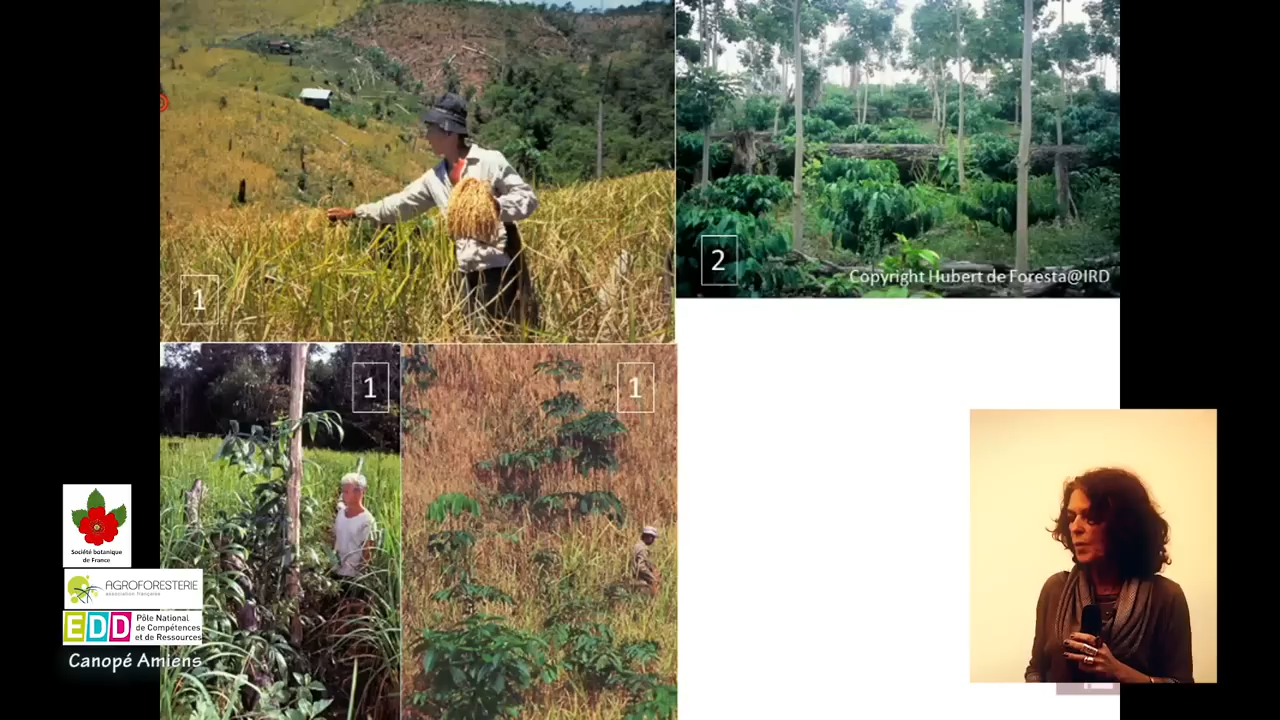 1
2
Copyright Hubert de Foresta@IRD
1
1
Société botanique
de France
AGROFORESTERIE
association française
EDD
Pôle National
de Compétences
et de Ressources
Canopé Amiens